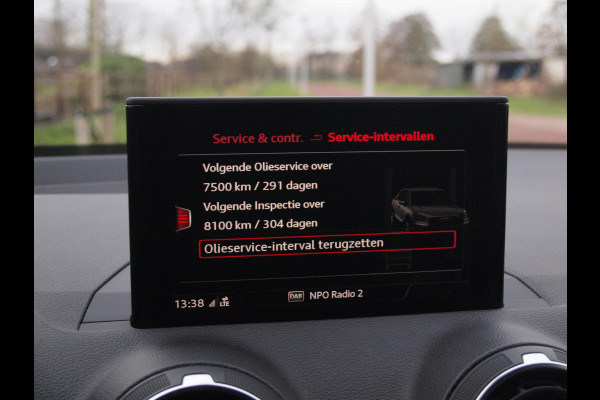 Service & contr. Service-intervallen
Volgende Olieservice over
7500 km / 291 dagen
Volgende Inspectie over
8100 km / 304 dagen
Olieservice-interval terugzetten
13:38 LTE DAB NPO Radio 2